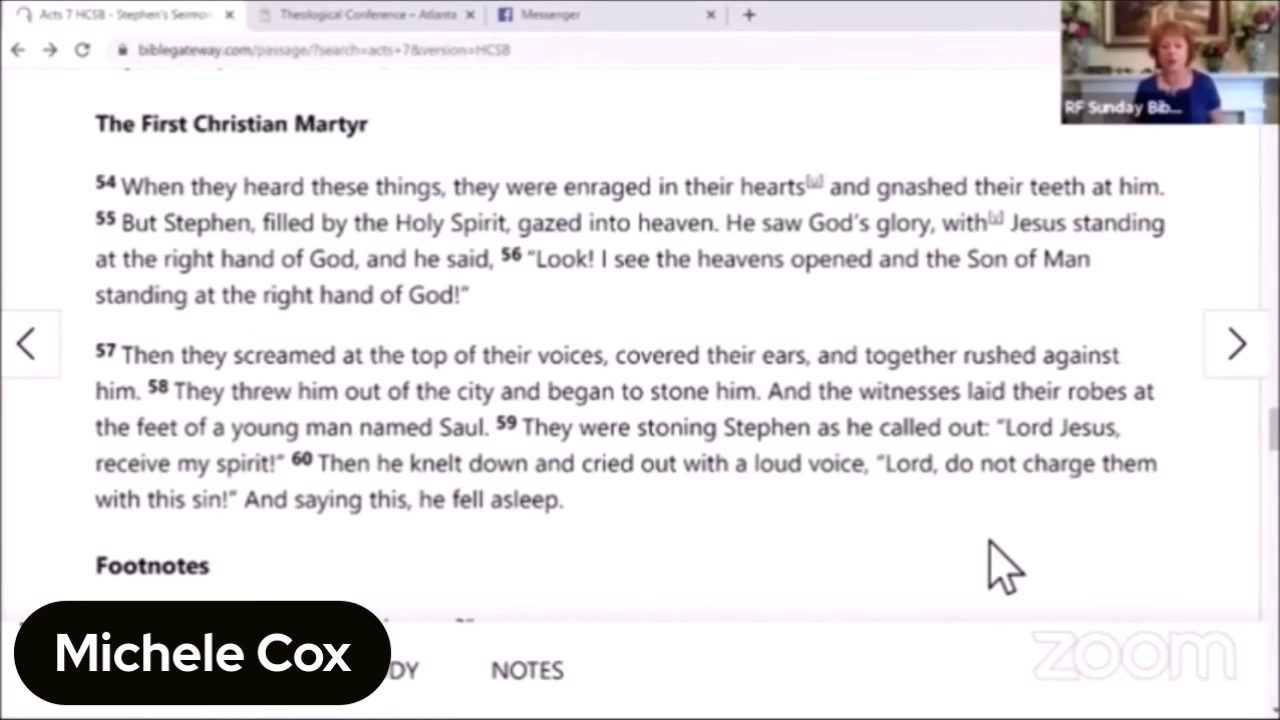 Acts 7 HCSB - Stephen's Sermon
Theological Conference – Atlanta
Messenger
biblegateway.com/passage/?search=acts+7&version=HCSB
RF Sunday Bib...
The First Christian Martyr
54 When they heard these things, they were enraged in their hearts and gnashed their teeth at him.
55 But Stephen, filled by the Holy Spirit, gazed into heaven. He saw God's glory, with Jesus standing
at the right hand of God, and he said, 56 "Look! I see the heavens opened and the Son of Man
standing at the right hand of God!"
57 Then they screamed at the top of their voices, covered their ears, and together rushed against
him. 58 They threw him out of the city and began to stone him. And the witnesses laid their robes at
the feet of a young man named Saul. 59 They were stoning Stephen as he called out: "Lord Jesus,
receive my spirit!" 60 Then he knelt down and cried out with a loud voice, "Lord, do not charge them
with this sin!" And saying this, he fell asleep.
Footnotes
Michele Cox
DY
NOTES
zoom